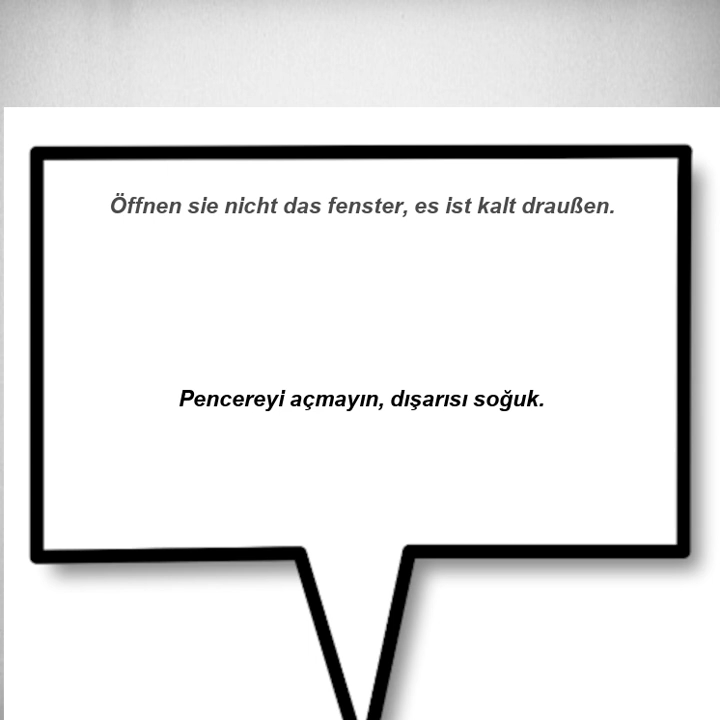 Öffnen sie nicht das fenster, es ist kalt draußen.
Pencereyi açmayın, dışarısı soğuk.